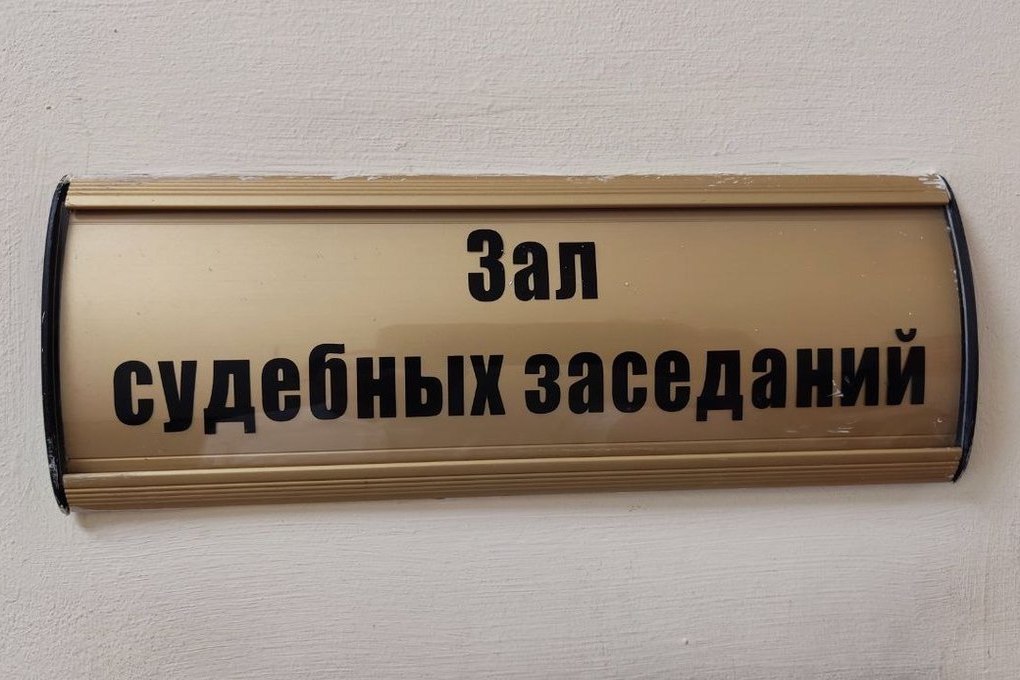 Зал
судебных заседаний